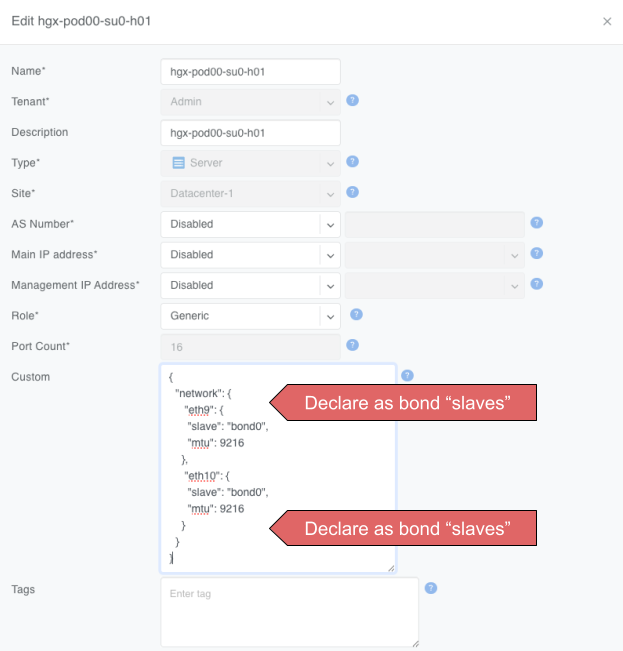 Edit hgx-pod00-su0-h01 ×
Name* hgx-pod00-su0-h01
Tenant* Admin ?
Description hgx-pod00-su0-h01
Type* Server ?
Site* Datacenter-1 ?
AS Number* Disabled ?
Main IP address* Disabled ?
Management IP Address* Disabled ?
Role* Generic ?
Port Count* 16 ?
Custom ?
{
"network": {
"eth9": {
"slave": "bond0",
"mtu": 9216
},
"eth10": {
"slave": "bond0",
"mtu": 9216
}
}
}
Declare as bond “slaves”
Declare as bond “slaves”
Tags Enter tag ?